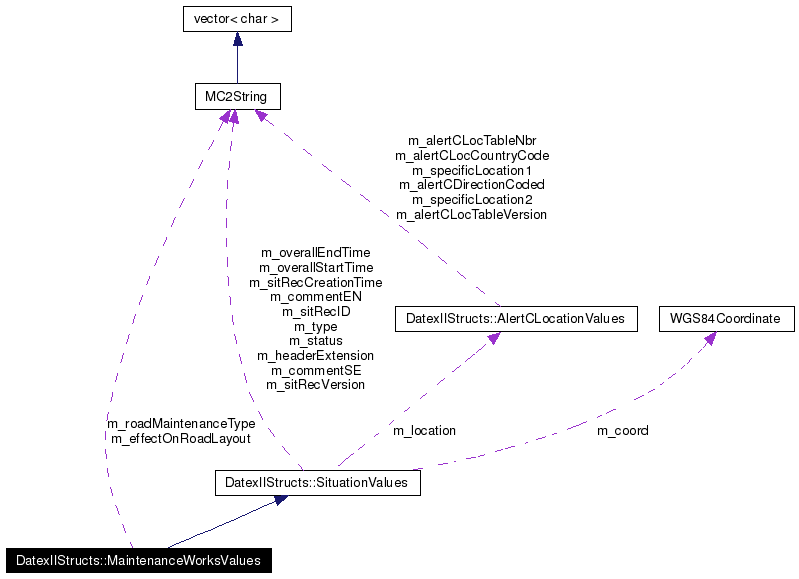 vector< char >
MC2String
m_alertCLocTableNbr
m_alertCLocCountryCode
m_specificLocation1
m_alertCDirectionCoded
m_specificLocation2
m_alertCLocTableVersion
m_overallEndTime
m_overallStartTime
m_sitRecCreationTime
m_commentEN
m_sitRecID
m_type
m_status
m_headerExtension
m_commentSE
m_sitRecVersion
DatexIIStructs::AlertCLocationValues
WGS84Coordinate
m_roadMaintenanceType
m_effectOnRoadLayout
m_location
m_coord
DatexIIStructs::SituationValues
DatexIIStructs::MaintenanceWorksValues